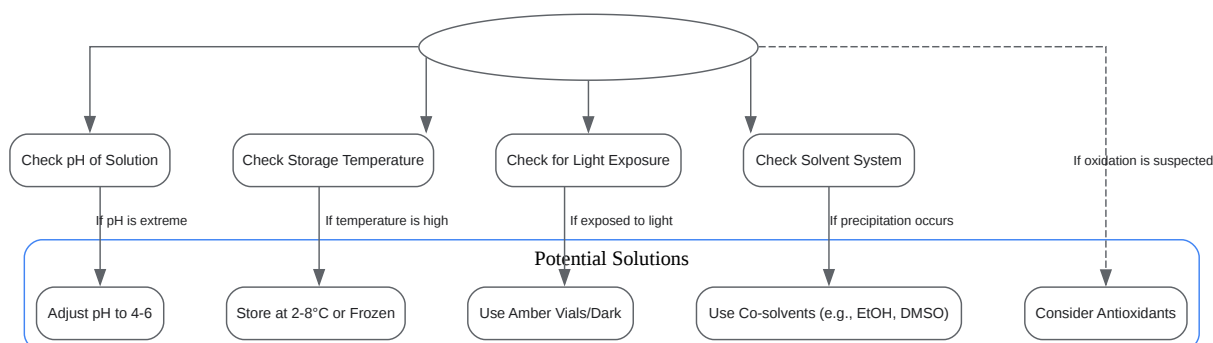 Check pH of Solution
Check Storage Temperature
Check for Light Exposure
Check Solvent System
If oxidation is suspected
If pH is extreme
If temperature is high
If exposed to light
If precipitation occurs
Potential Solutions
Adjust pH to 4-6
Store at 2-8°C or Frozen
Use Amber Vials/Dark
Use Co-solvents (e.g., EtOH, DMSO)
Consider Antioxidants